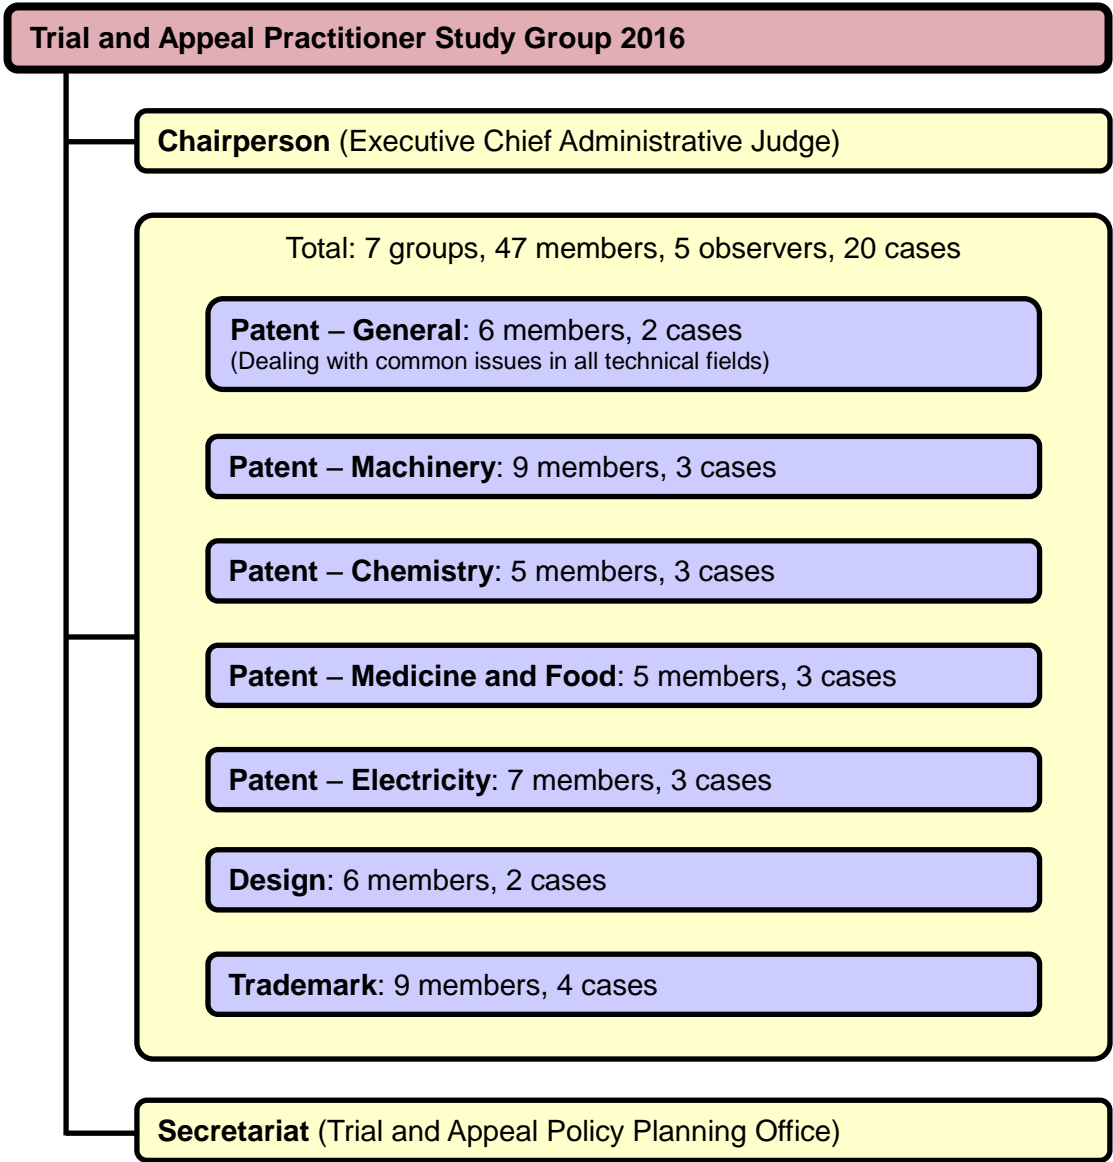 Trial and Appeal Practitioner Study Group 2016
Chairperson (Executive Chief Administrative Judge)
Total: 7 groups, 47 members, 5 observers, 20 cases
Patent – General: 6 members, 2 cases
(Dealing with common issues in all technical fields)
Patent – Machinery: 9 members, 3 cases
Patent – Chemistry: 5 members, 3 cases
Patent – Medicine and Food: 5 members, 3 cases
Patent – Electricity: 7 members, 3 cases
Design: 6 members, 2 cases
Trademark: 9 members, 4 cases
Secretariat (Trial and Appeal Policy Planning Office)